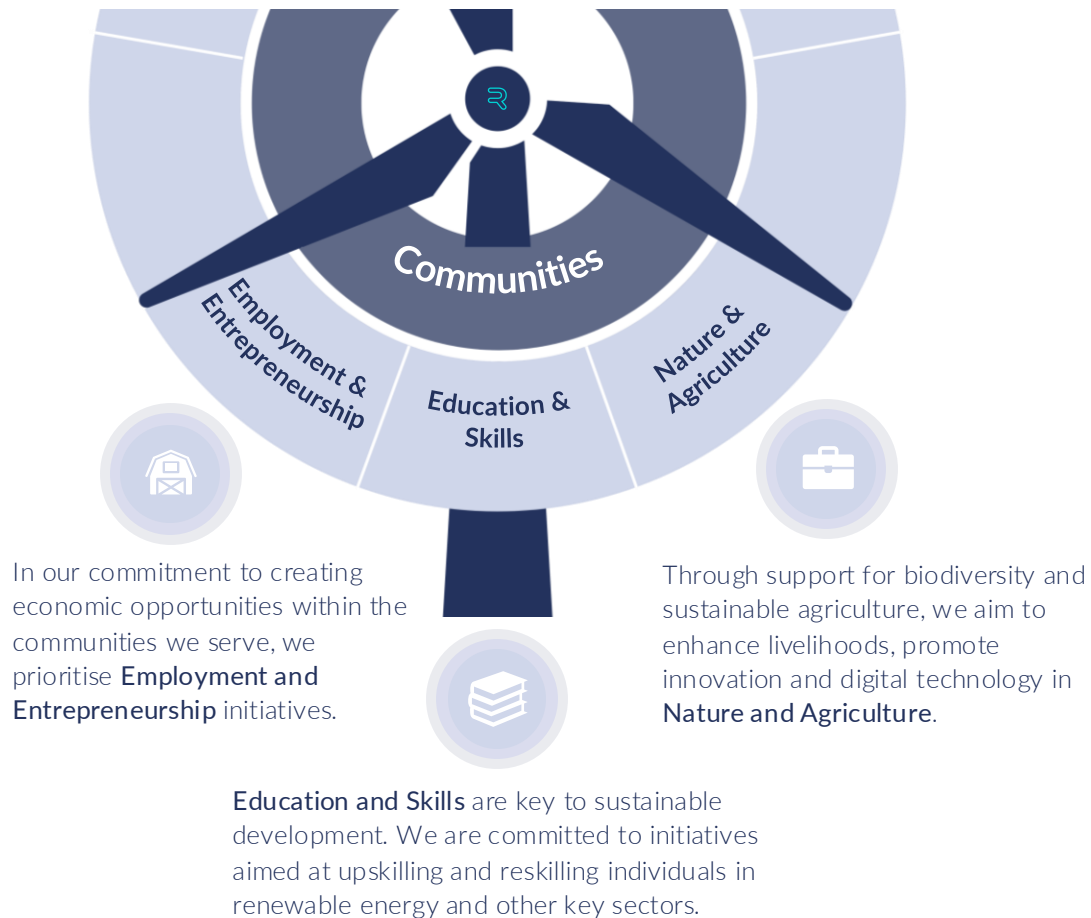 Communities
Employment &
Entrepreneurship
Education &
Skills
Nature &
Agriculture
In our commitment to creating
economic opportunities within the
communities we serve, we
prioritise Employment and
Entrepreneurship initiatives.
Through support for biodiversity and
sustainable agriculture, we aim to
enhance livelihoods, promote
innovation and digital technology in
Nature and Agriculture.
Education and Skills are key to sustainable
development. We are committed to initiatives
aimed at upskilling and reskilling individuals in
renewable energy and other key sectors.